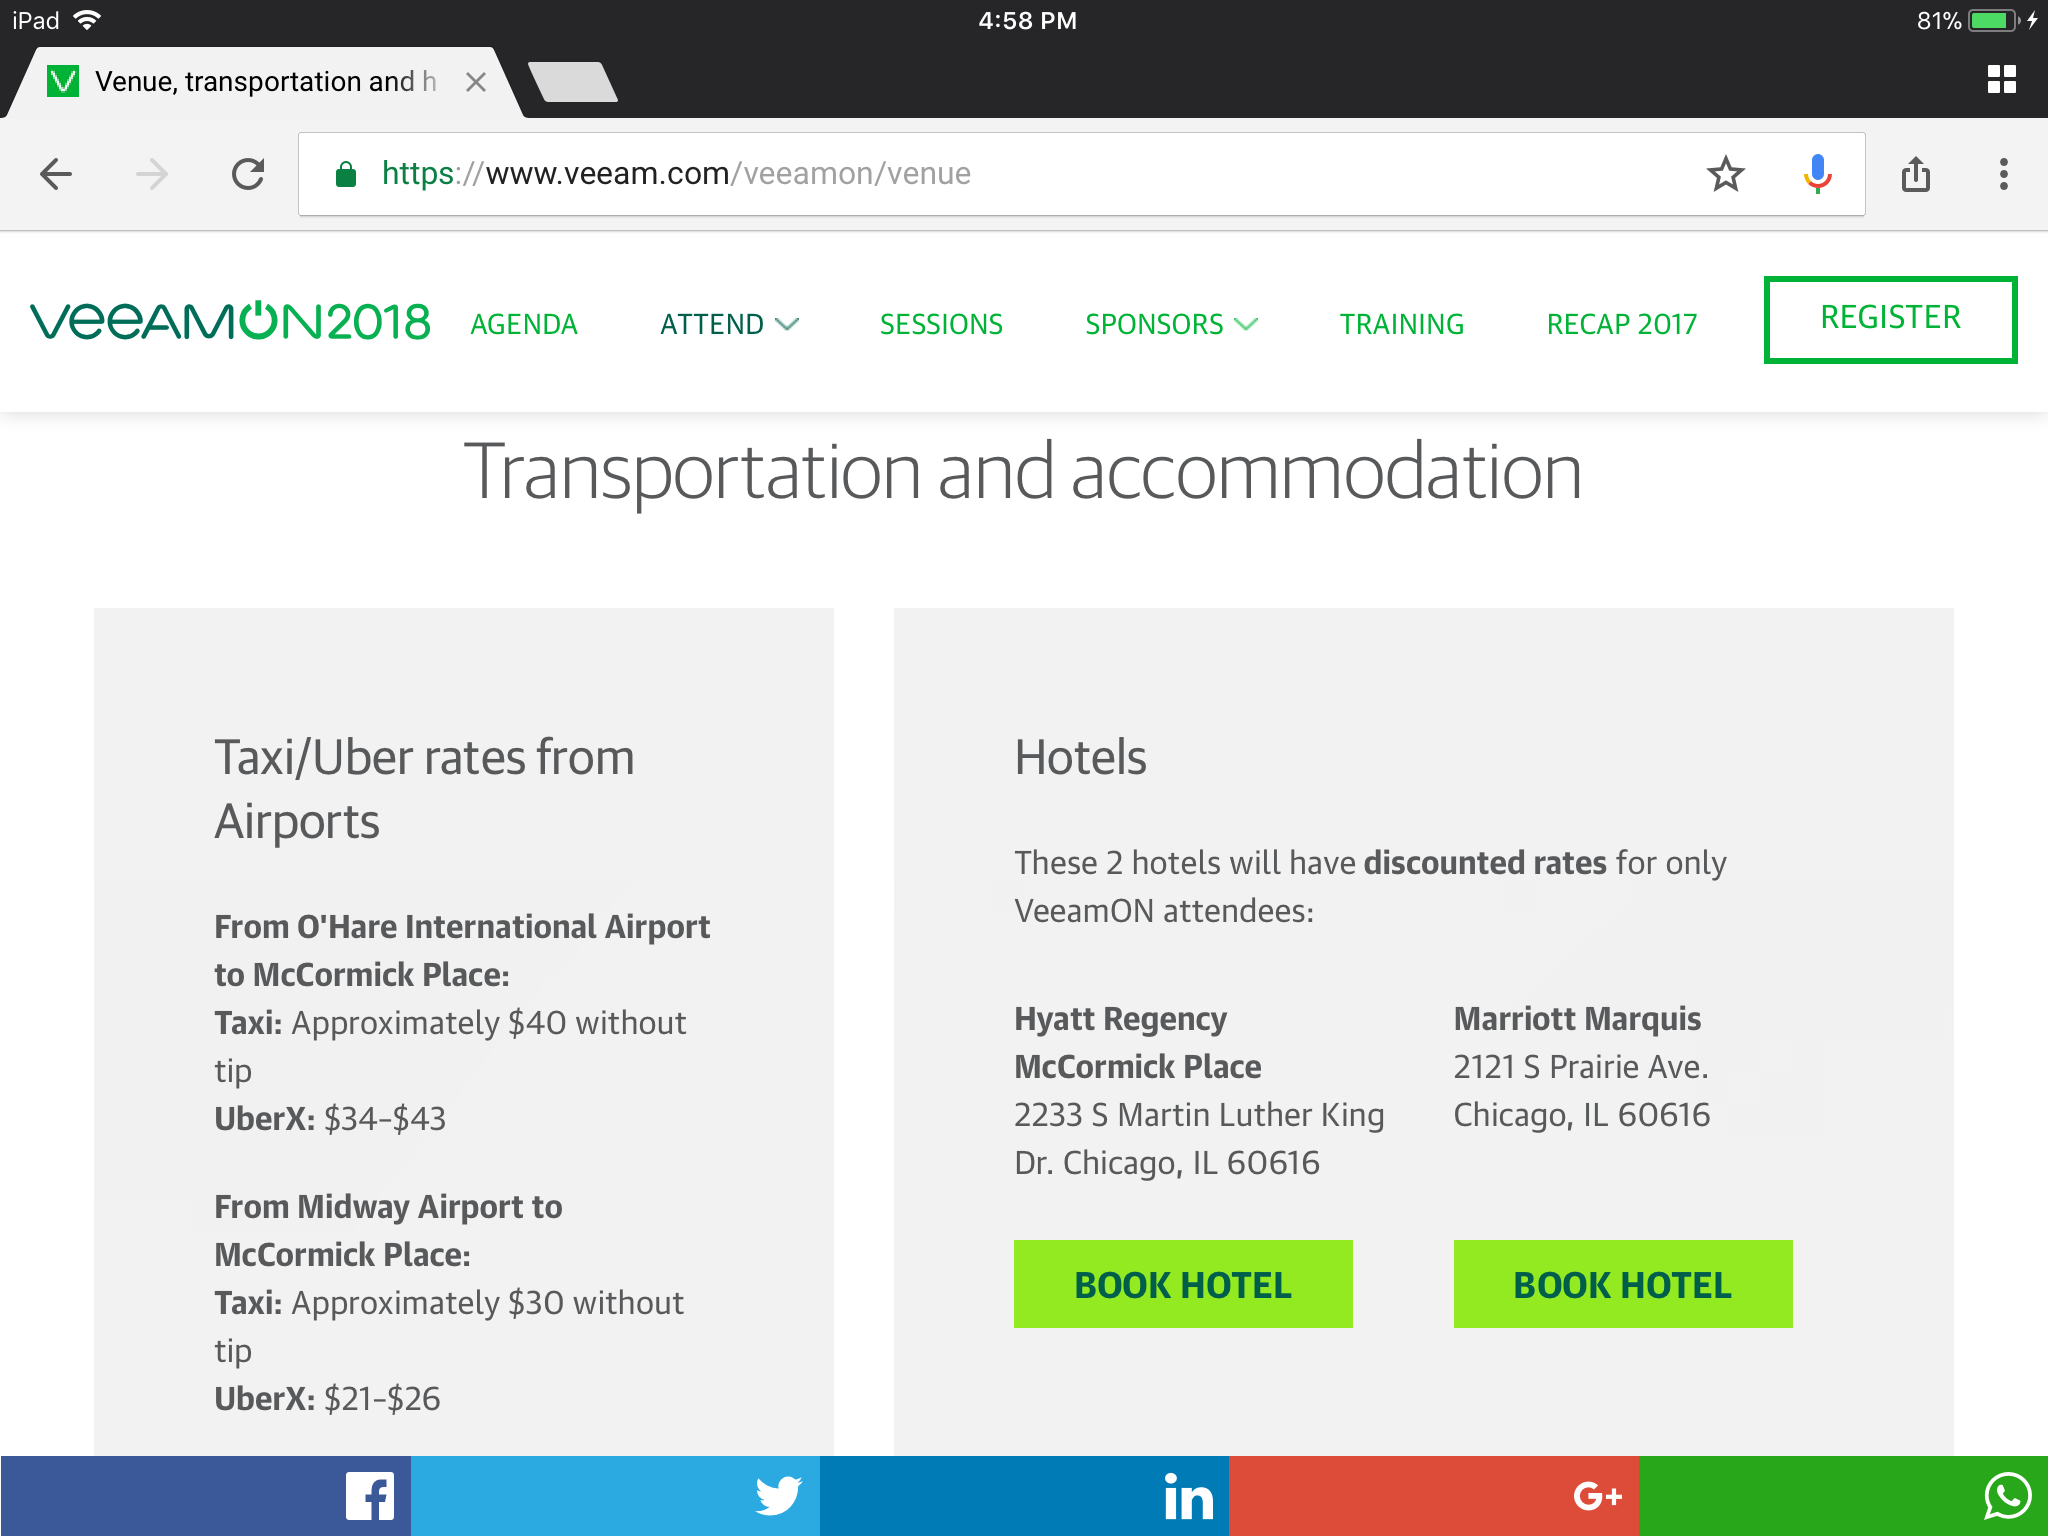 iPad
4:58 PM
81%
Venue, transportation and h
https://www.veeam.com/veeamon/venue
VEEAMON2018
AGENDA
ATTEND
SESSIONS
SPONSORS
TRAINING
RECAP 2017
REGISTER
Transportation and accommodation
Taxi/Uber rates from
Airports
From O'Hare International Airport
to McCormick Place:
Taxi: Approximately $40 without
tip
UberX: $34–$43
From Midway Airport to
McCormick Place:
Taxi: Approximately $30 without
tip
UberX: $21–$26
Hotels
These 2 hotels will have discounted rates for only
VeeamON attendees:
Hyatt Regency
McCormick Place
2233 S Martin Luther King
Dr. Chicago, IL 60616
BOOK HOTEL
Marriott Marquis
2121 S Prairie Ave.
Chicago, IL 60616
BOOK HOTEL
in
G+